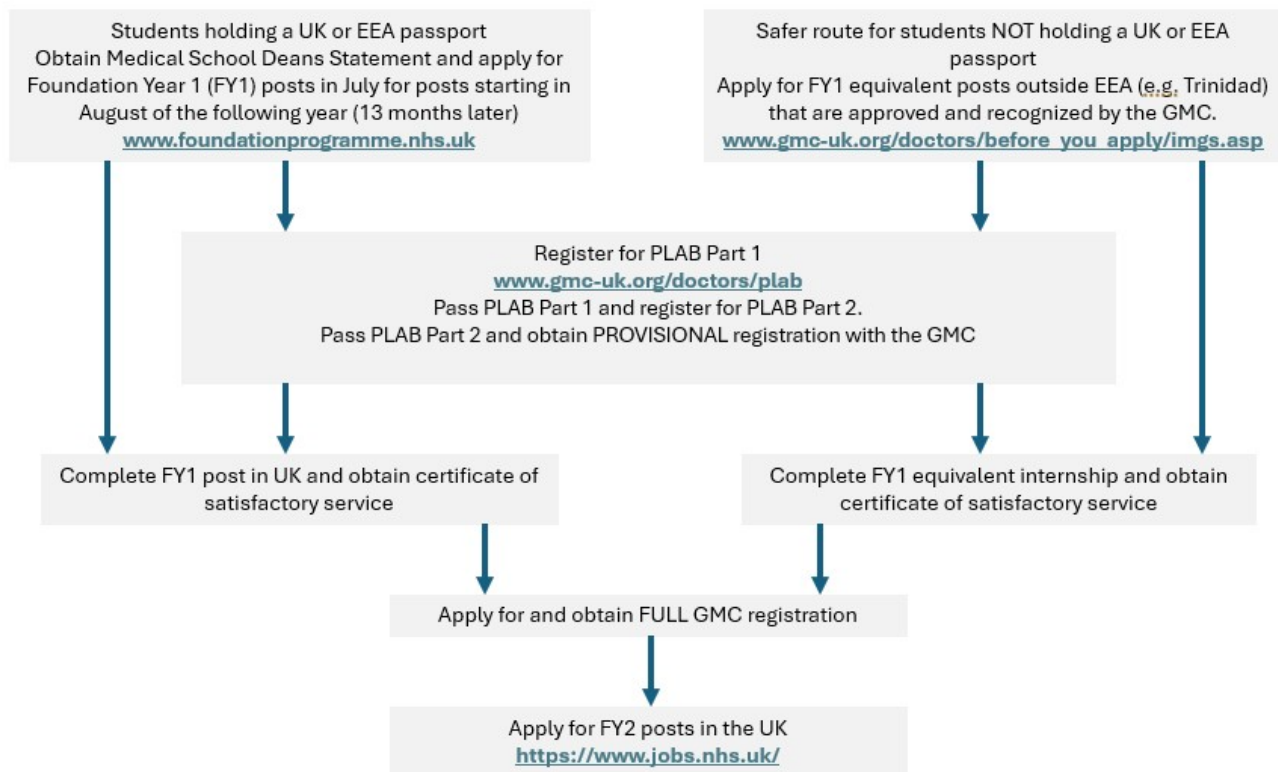 Students holding a UK or EEA passport
Obtain Medical School Deans Statement and apply for
Foundation Year 1 (FY1) posts in July for posts starting in
August of the following year (13 months later)
www.foundationprogramme.nhs.uk
Safer route for students NOT holding a UK or EEA
passport
Apply for FY1 equivalent posts outside EEA (e.g. Trinidad)
that are approved and recognized by the GMC.
www.gmc-uk.org/doctors/before_you_apply/imgs.asp
Register for PLAB Part 1
www.gmc-uk.org/doctors/plab
Pass PLAB Part 1 and register for PLAB Part 2.
Pass PLAB Part 2 and obtain PROVISIONAL registration with the GMC
Complete FY1 post in UK and obtain certificate of
satisfactory service
Complete FY1 equivalent internship and obtain
certificate of satisfactory service
Apply for and obtain FULL GMC registration
Apply for FY2 posts in the UK
https://www.jobs.nhs.uk/